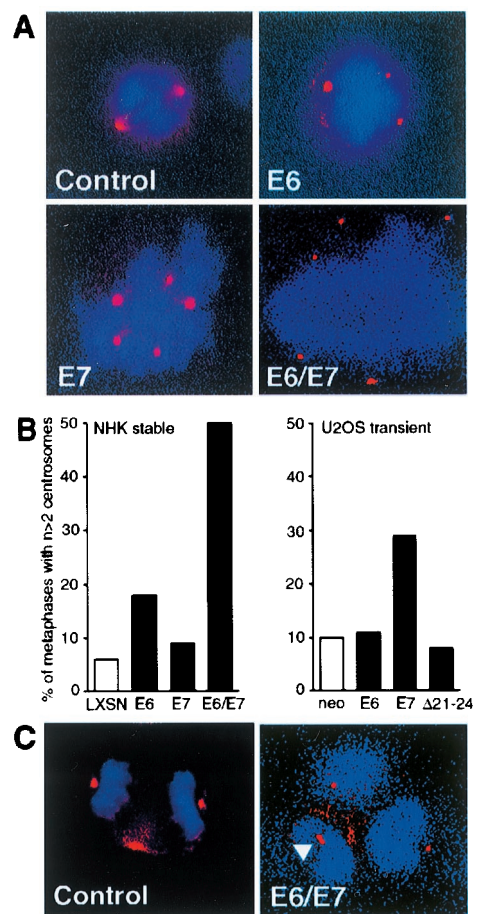 A
Control
E6
E7
E6/E7
B
% of metaphases with n>2 centrosomes
NHK stable
50
40
30
20
10
0
LXSN E6 E7 E6/E7
U2OS transient
50
40
30
20
10
0
neo E6 E7 Δ21-24
C
Control
E6/E7